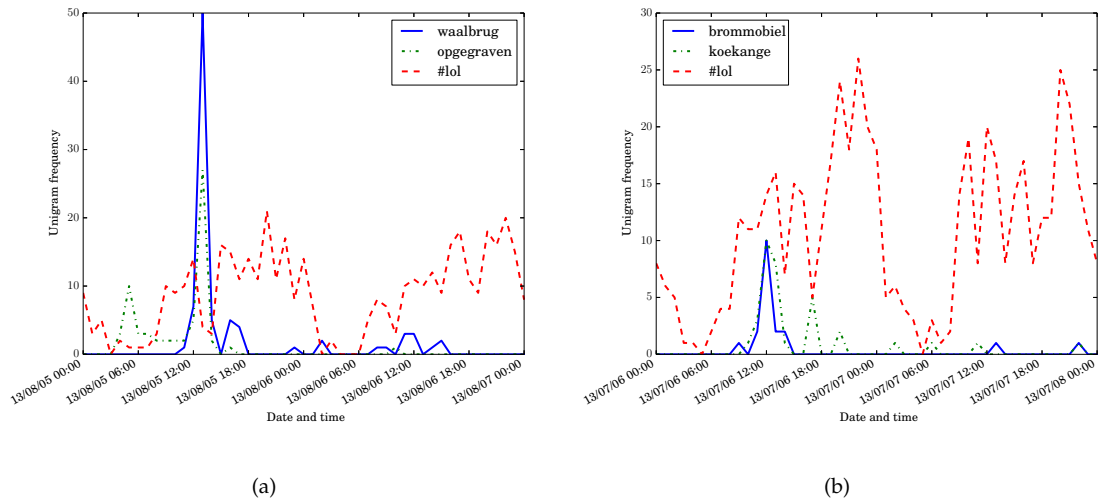 waalbrug
opgegraven
#lol
50
40
30
20
10
0
Unigram frequency
13/08/05 00:00
13/08/05 06:00
13/08/05 12:00
13/08/05 18:00
13/08/06 00:00
13/08/06 06:00
13/08/06 12:00
13/08/06 18:00
13/08/07 00:00
Date and time
(a)
brommobiel
koekange
#lol
30
25
20
15
10
5
0
Unigram frequency
13/07/06 00:00
13/07/06 06:00
13/07/06 12:00
13/07/06 18:00
13/07/07 00:00
13/07/07 06:00
13/07/07 12:00
13/07/07 18:00
13/07/08 00:00
Date and time
(b)